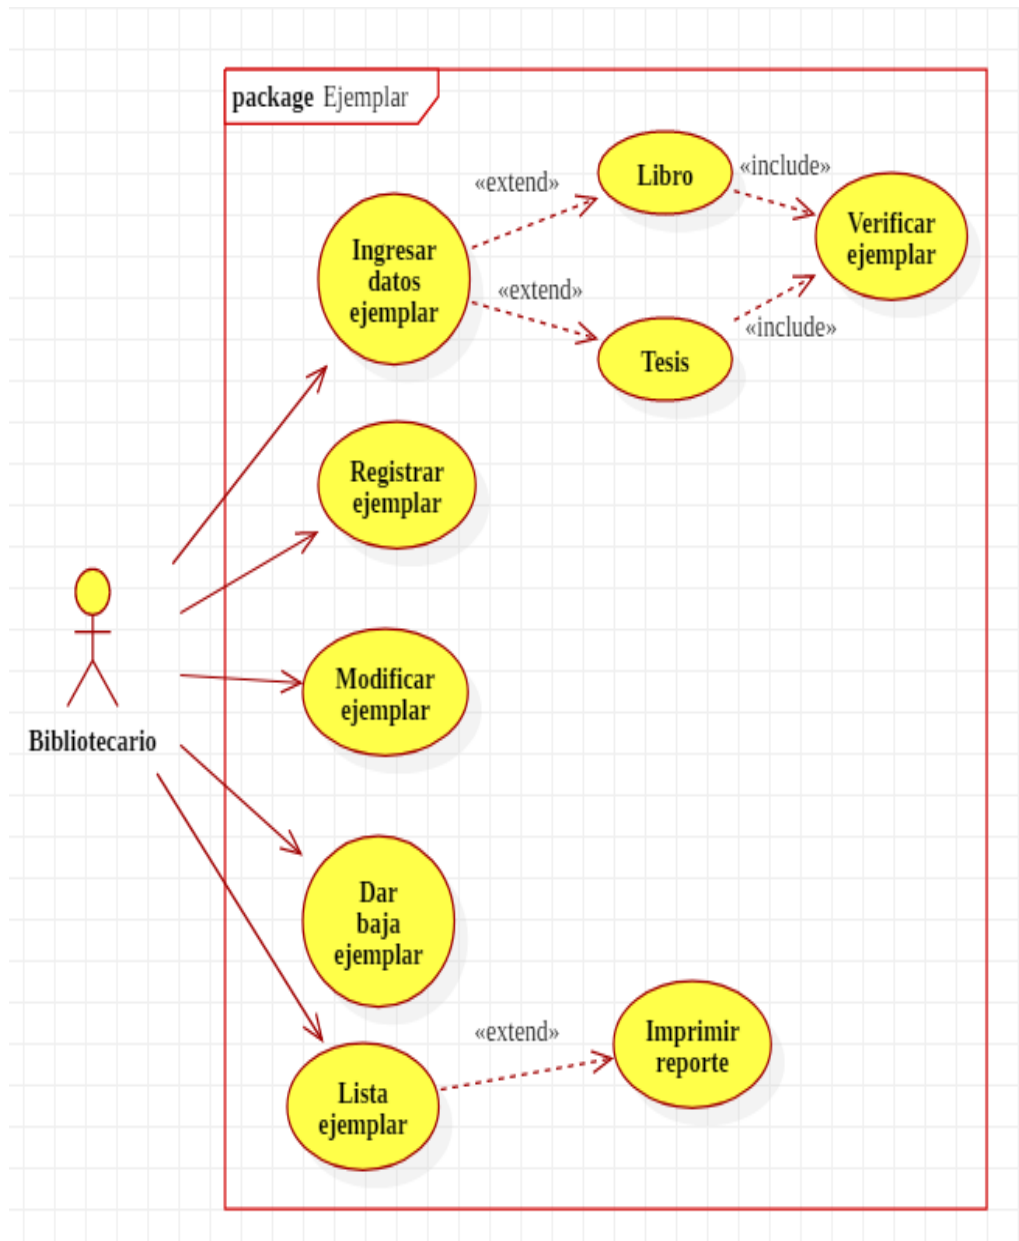 package Ejemplar
«extend»
Libro
«include»
Verificar
ejemplar
Ingresar
datos
ejemplar
«extend»
Tesis
«include»
Registrar
ejemplar
Modificar
ejemplar
Bibliotecario
Dar
baja
ejemplar
«extend»
Imprimir
reporte
Lista
ejemplar